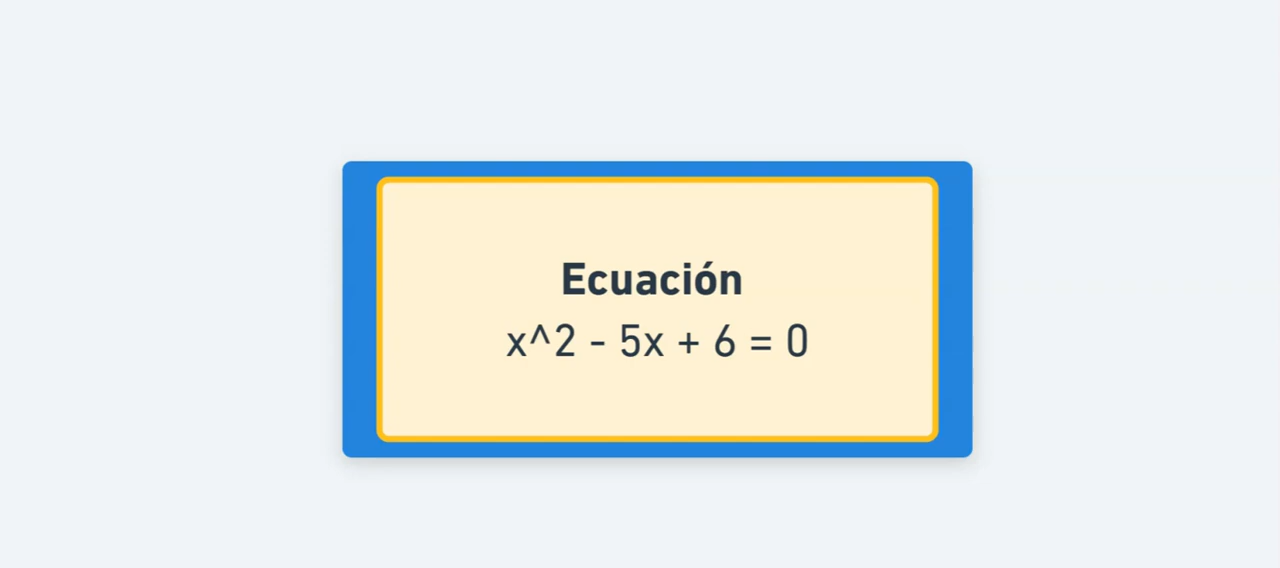 Ecuación
x^2 - 5x + 6 = 0